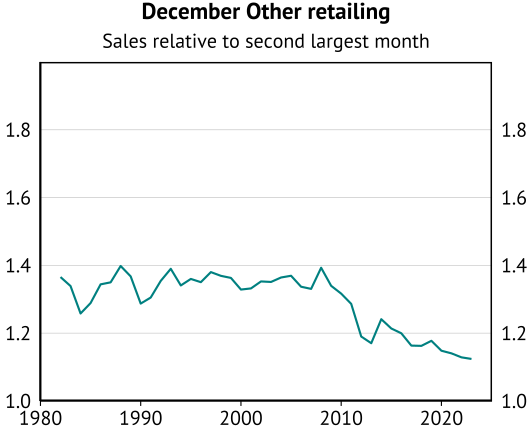 December Other retailing
Sales relative to second largest month
1.8 1.8
1.6 1.6
1.4 1.4
1.2 1.2
1.0 1.0
1980 1990 2000 2010 2020